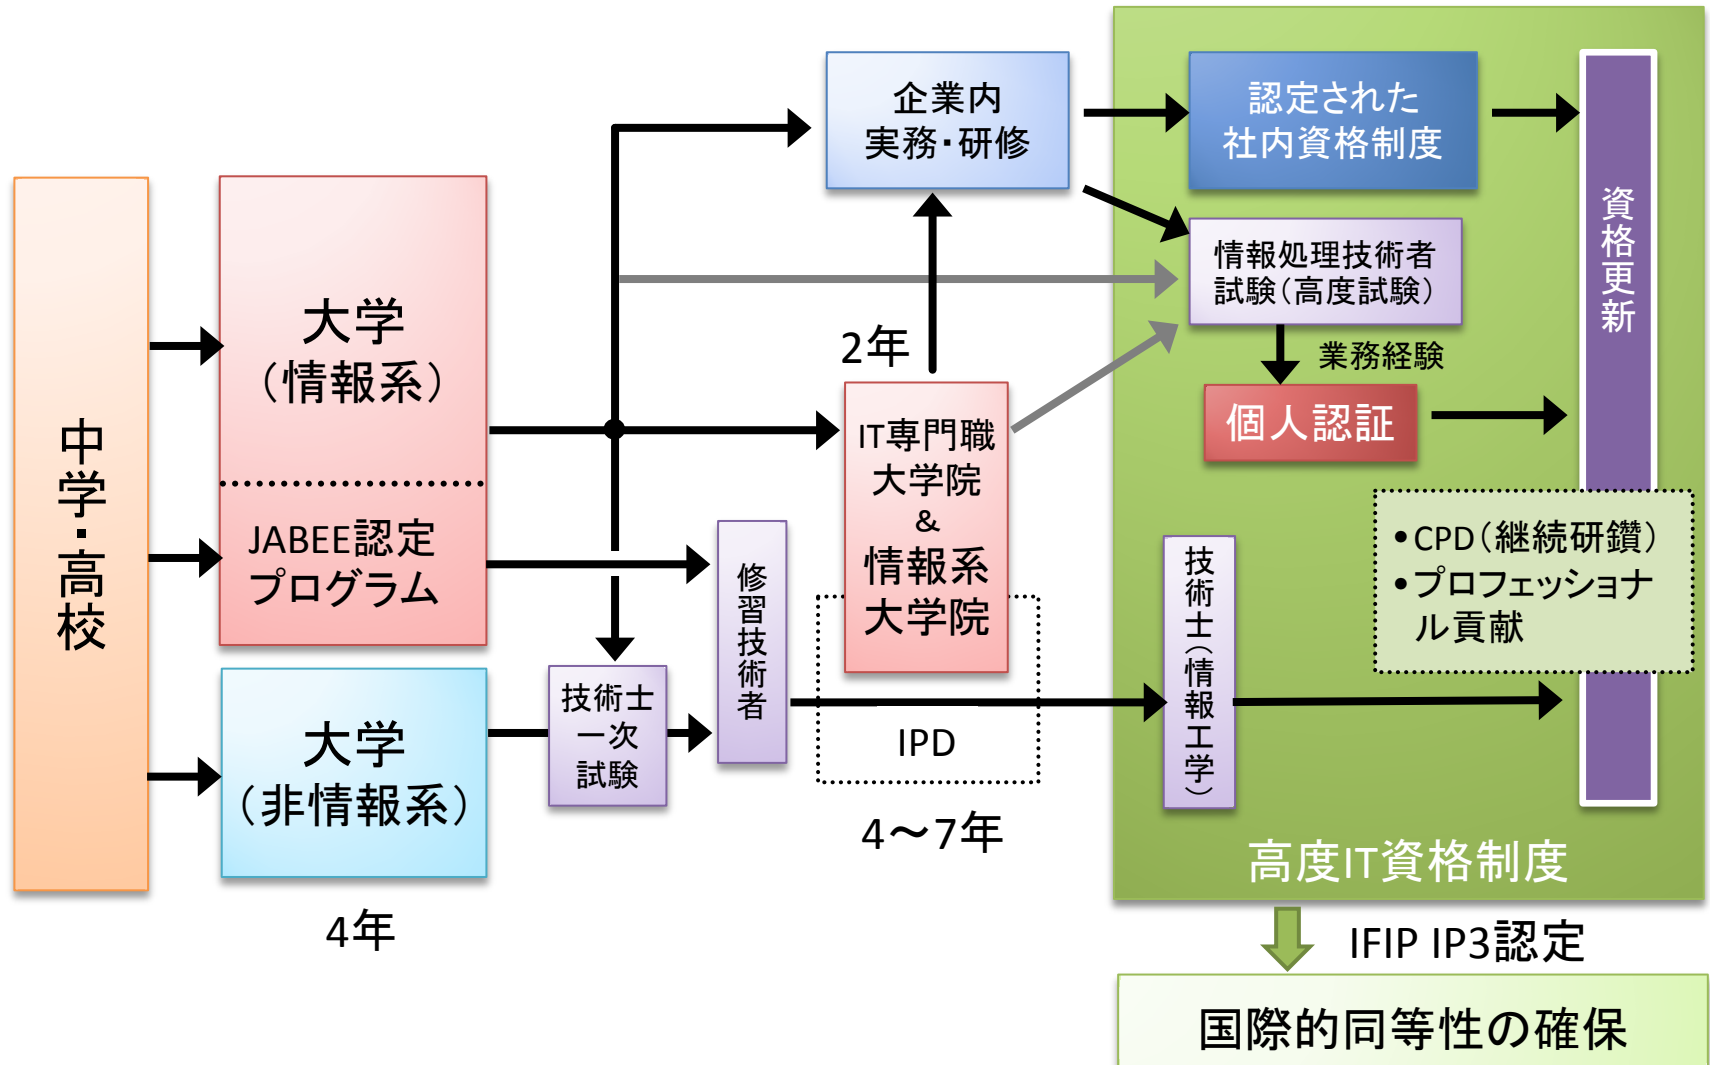 中学・高校
大学
（情報系）
JABEE認定
プログラム
大学
（非情報系）
4年
技術士
一次
試験
修習技術者
企業内
実務・研修
2年
IT専門職
大学院
&
情報系
大学院
IPD
4～7年
認定された
社内資格制度
情報処理技術者
試験（高度試験）
業務経験
個人認証
技術士（情報工学）
資格更新
•CPD（継続研鑽）
•プロフェッショナ
ル貢献
高度IT資格制度
IFIP IP3認定
国際的同等性の確保